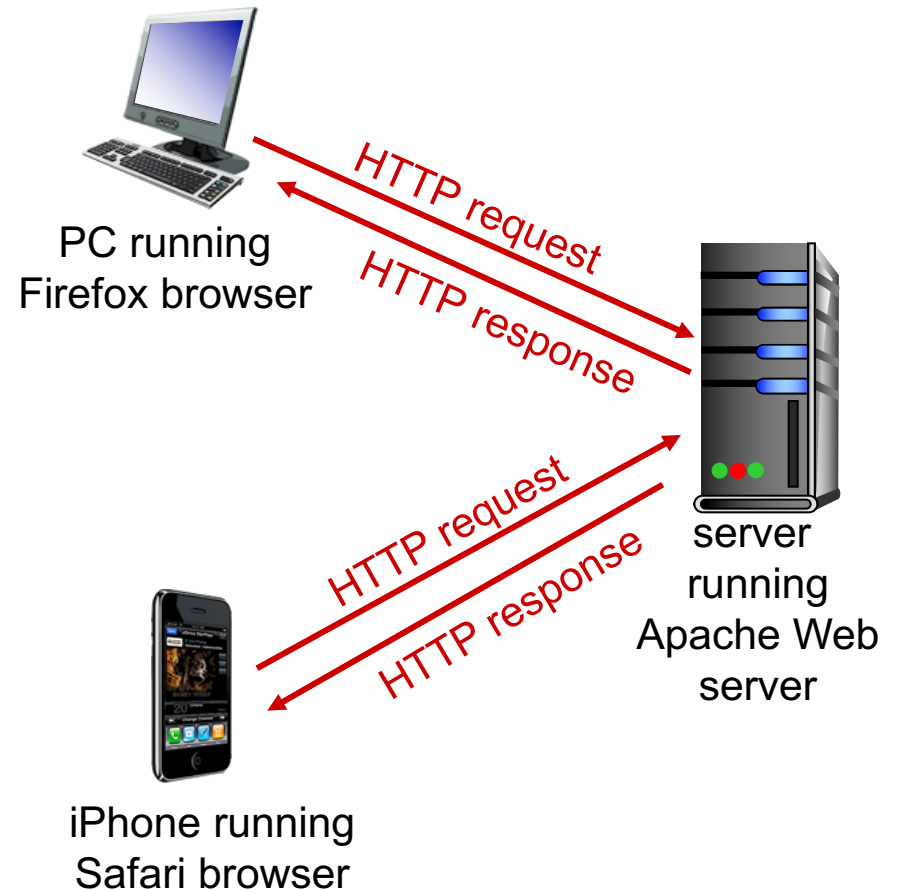 HTTP request
HTTP response
PC running
Firefox browser
HTTP request
HTTP response
server
running
Apache Web
server
iPhone running
Safari browser